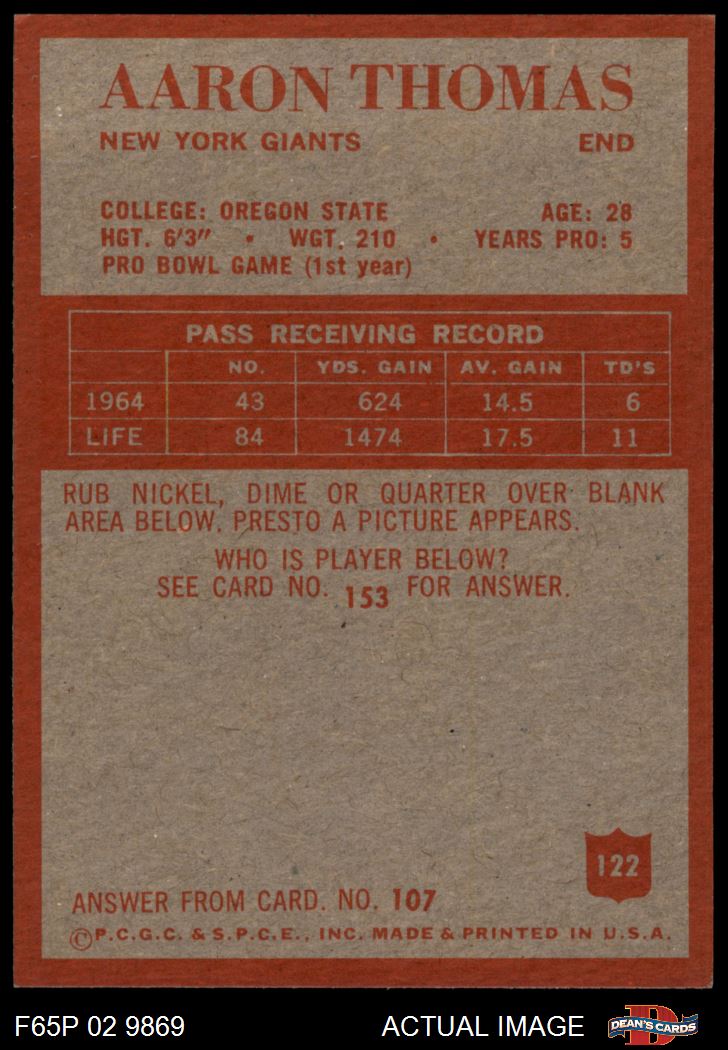 AARON THOMAS
NEW YORK GIANTS END
COLLEGE: OREGON STATE AGE: 28
HGT. 6/3" • WGT. 210 • YEARS PRO: 5
PRO BOWL GAME (1st year)
PASS RECEIVING RECORD
NO. YDS. GAIN AV. GAIN TD'S
1964 43 624 14.5 6
LIFE 84 1474 17.5 11
RUB NICKEL, DIME OR QUARTER OVER BLANK
AREA BELOW. PRESTO A PICTURE APPEARS.
WHO IS PLAYER BELOW?
SEE CARD NO. 153 FOR ANSWER.
122
ANSWER FROM CARD. NO. 107
©P.C.G.C. & S.P.C.E., INC. MADE & PRINTED IN U.S.A.
F65P 02 9869 ACTUAL IMAGE D DEAN'S CARDS